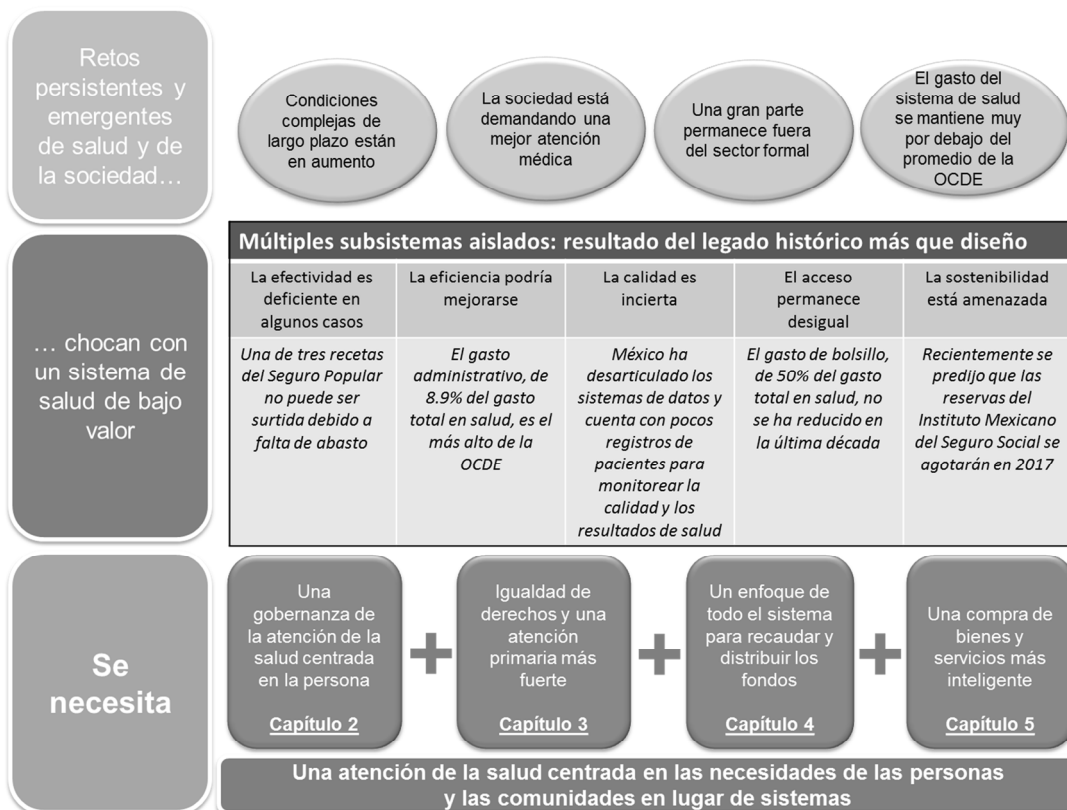 Retos
persistentes y
emergentes
de salud y de
la sociedad…
Condiciones
complejas de
largo plazo están
en aumento
La sociedad está
demandando una
mejor atención
médica
Una gran parte
permanece fuera
del sector formal
El gasto del
sistema de salud
se mantiene muy
por debajo del
promedio de la
OCDE
… chocan con
un sistema de
salud de bajo
valor
Múltiples subsistemas aislados: resultado del legado histórico más que diseño
La efectividad es
deficiente en
algunos casos
La eficiencia podría
mejorarse
La calidad es
incierta
El acceso
permanece
desigual
La sostenibilidad
está amenazada
Una de tres recetas
del Seguro Popular
no puede ser
surtida debido a
falta de abasto
El gasto
administrativo, de
8.9% del gasto
total en salud, es el
más alto de la
OCDE
México ha
desarticulado los
sistemas de datos y
cuenta con pocos
registros de
pacientes para
monitorear la
calidad y los
resultados de salud
El gasto de bolsillo,
de 50% del gasto
total en salud, no
se ha reducido en
la última década
Recientemente se
predijo que las
reservas del
Instituto Mexicano
del Seguro Social se
agotarán en 2017
Se
necesita
Una
gobernanza de
la atención de la
salud centrada
en la persona
Capítulo 2
+
Igualdad de
derechos y una
atención
primaria más
fuerte
Capítulo 3
+
Un enfoque de
todo el sistema
para recaudar y
distribuir los
fondos
Capítulo 4
+
Una compra de
bienes y
servicios más
inteligente
Capítulo 5
Una atención de la salud centrada en las necesidades de las personas
y las comunidades en lugar de sistemas